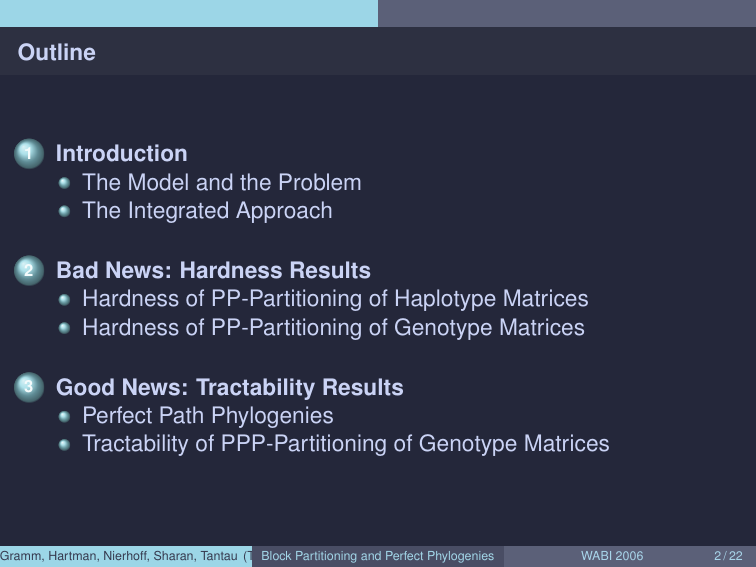 Outline
1 Introduction
The Model and the Problem
The Integrated Approach
2 Bad News: Hardness Results
Hardness of PP-Partitioning of Haplotype Matrices
Hardness of PP-Partitioning of Genotype Matrices
3 Good News: Tractability Results
Perfect Path Phylogenies
Tractability of PPP-Partitioning of Genotype Matrices
Gramm, Hartman, Nierhoff, Sharan, Tantau (T Block Partitioning and Perfect Phylogenies WABI 2006 2 / 22